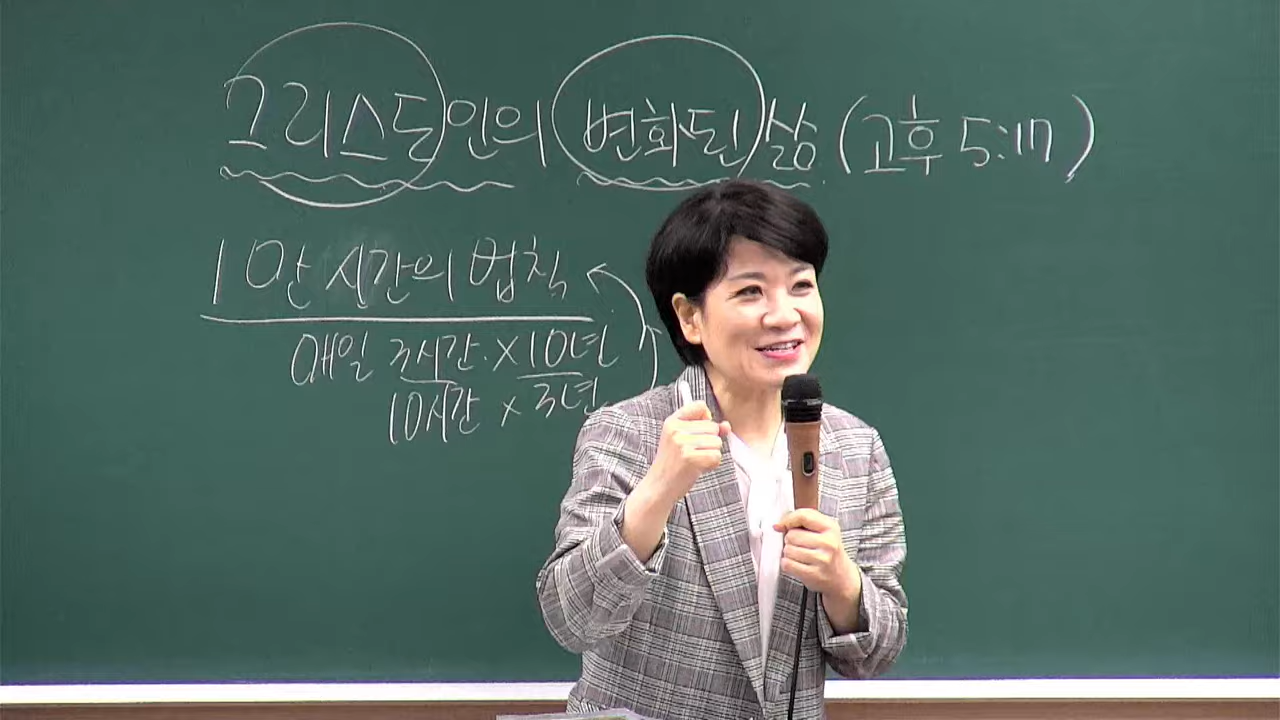 그리스도인의 변화된 삶 (고후 5:17)
1만 시간의 법칙
매일 3시간 × 10년
10시간 × 3년